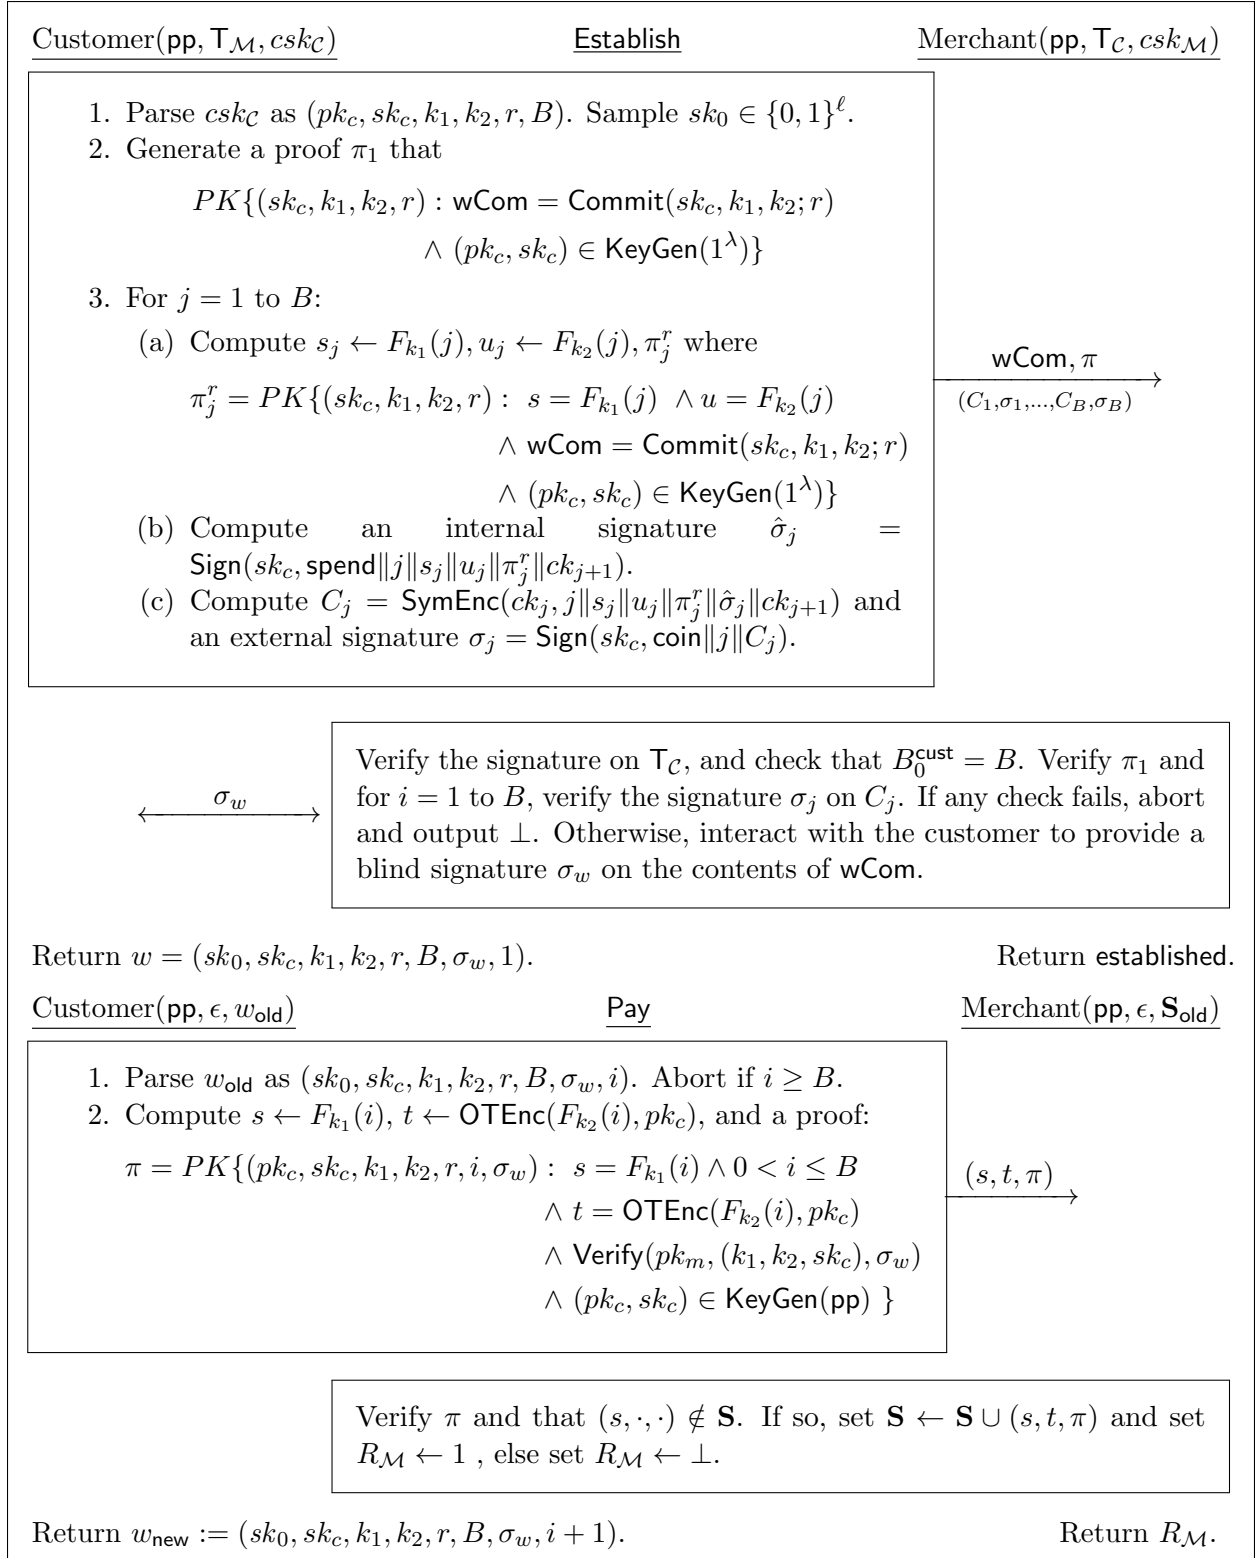 Customer(pp, T_M, csk_C) Establish Merchant(pp, T_C, csk_M)
1. Parse csk_C as (pk_c, sk_c, k_1, k_2, r, B). Sample sk_0 ∈ {0, 1}^ℓ.
2. Generate a proof π_1 that
PK{(sk_c, k_1, k_2, r) : wCom = Commit(sk_c, k_1, k_2; r)
∧ (pk_c, sk_c) ∈ KeyGen(1^λ)}
3. For j = 1 to B:
(a) Compute s_j ← F_{k_1}(j), u_j ← F_{k_2}(j), π_j^r where
π_j^r = PK{(sk_c, k_1, k_2, r) : s = F_{k_1}(j) ∧ u = F_{k_2}(j)
∧ wCom = Commit(sk_c, k_1, k_2; r)
∧ (pk_c, sk_c) ∈ KeyGen(1^λ)}
(b) Compute an internal signature σ̂_j =
Sign(sk_c, spend‖j‖s_j‖u_j‖π_j^r‖ck_{j+1}).
(c) Compute C_j = SymEnc(ck_j, j‖s_j‖u_j‖π_j^r‖σ̂_j‖ck_{j+1}) and
an external signature σ_j = Sign(sk_c, coin‖j‖C_j).
wCom, π
(C_1,σ_1,...,C_B,σ_B)
σ_w
Verify the signature on T_C, and check that B_0^cust = B. Verify π_1 and
for i = 1 to B, verify the signature σ_j on C_j. If any check fails, abort
and output ⊥. Otherwise, interact with the customer to provide a
blind signature σ_w on the contents of wCom.
Return w = (sk_0, sk_c, k_1, k_2, r, B, σ_w, 1). Return established.
Customer(pp, ϵ, w_old) Pay Merchant(pp, ϵ, S_old)
1. Parse w_old as (sk_0, sk_c, k_1, k_2, r, B, σ_w, i). Abort if i ≥ B.
2. Compute s ← F_{k_1}(i), t ← OTEnc(F_{k_2}(i), pk_c), and a proof:
π = PK{(pk_c, sk_c, k_1, k_2, r, i, σ_w) : s = F_{k_1}(i) ∧ 0 < i ≤ B
∧ t = OTEnc(F_{k_2}(i), pk_c)
∧ Verify(pk_m, (k_1, k_2, sk_c), σ_w)
∧ (pk_c, sk_c) ∈ KeyGen(pp) }
(s, t, π)
Verify π and that (s, ·, ·) ∉ S. If so, set S ← S ∪ (s, t, π) and set
R_M ← 1 , else set R_M ← ⊥.
Return w_new := (sk_0, sk_c, k_1, k_2, r, B, σ_w, i + 1). Return R_M.